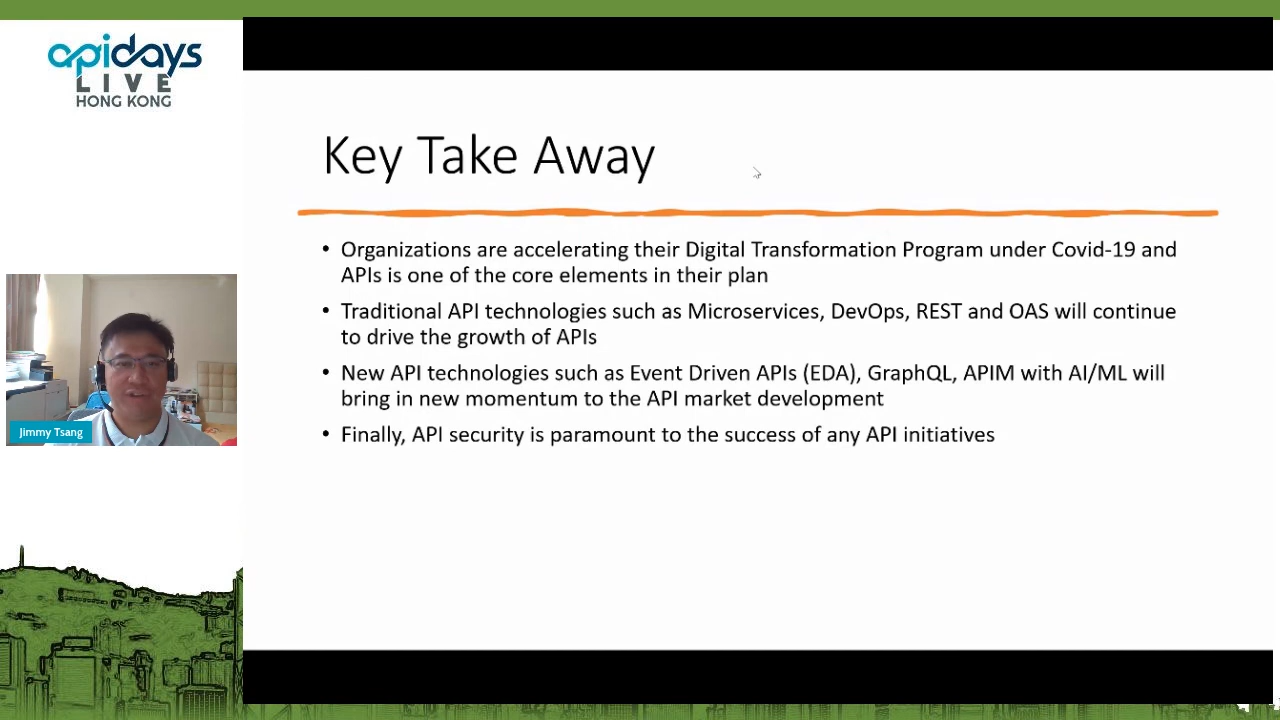 apidays
LIVE
HONG KONG
Key Take Away
• Organizations are accelerating their Digital Transformation Program under Covid-19 and
APIs is one of the core elements in their plan
• Traditional API technologies such as Microservices, DevOps, REST and OAS will continue
to drive the growth of APIs
• New API technologies such as Event Driven APIs (EDA), GraphQL, APIM with AI/ML will
bring in new momentum to the API market development
• Finally, API security is paramount to the success of any API initiatives
Jimmy Tsang